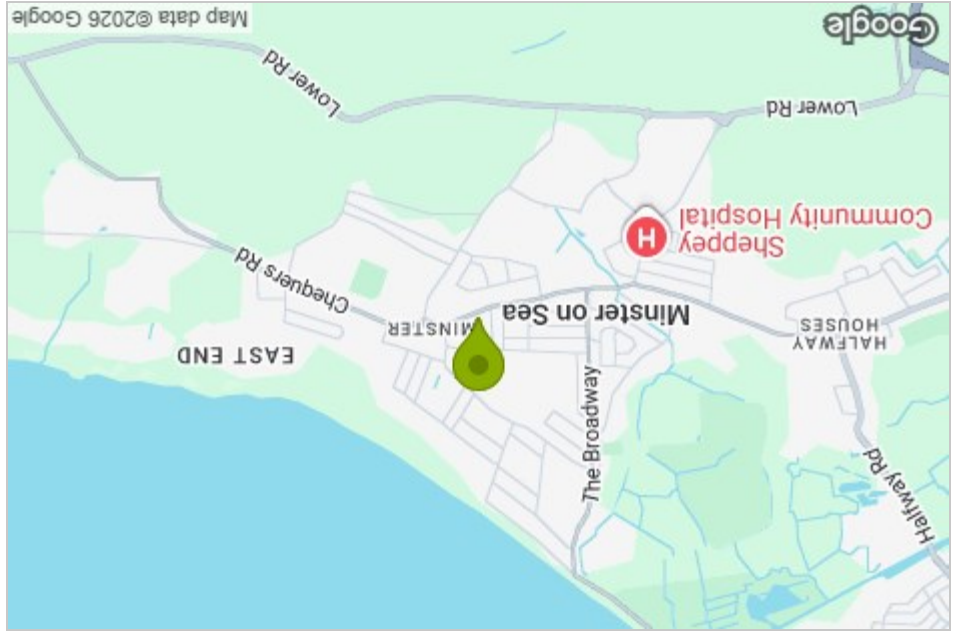 Halfway Rd
The Broadway
HALFWAY
HOUSES
EAST END
MINSTER
Minster on Sea
Chequers Rd
Sheppey
Community Hospital
H
Lower Rd
Lower Rd
Google
Map data ©2026 Google